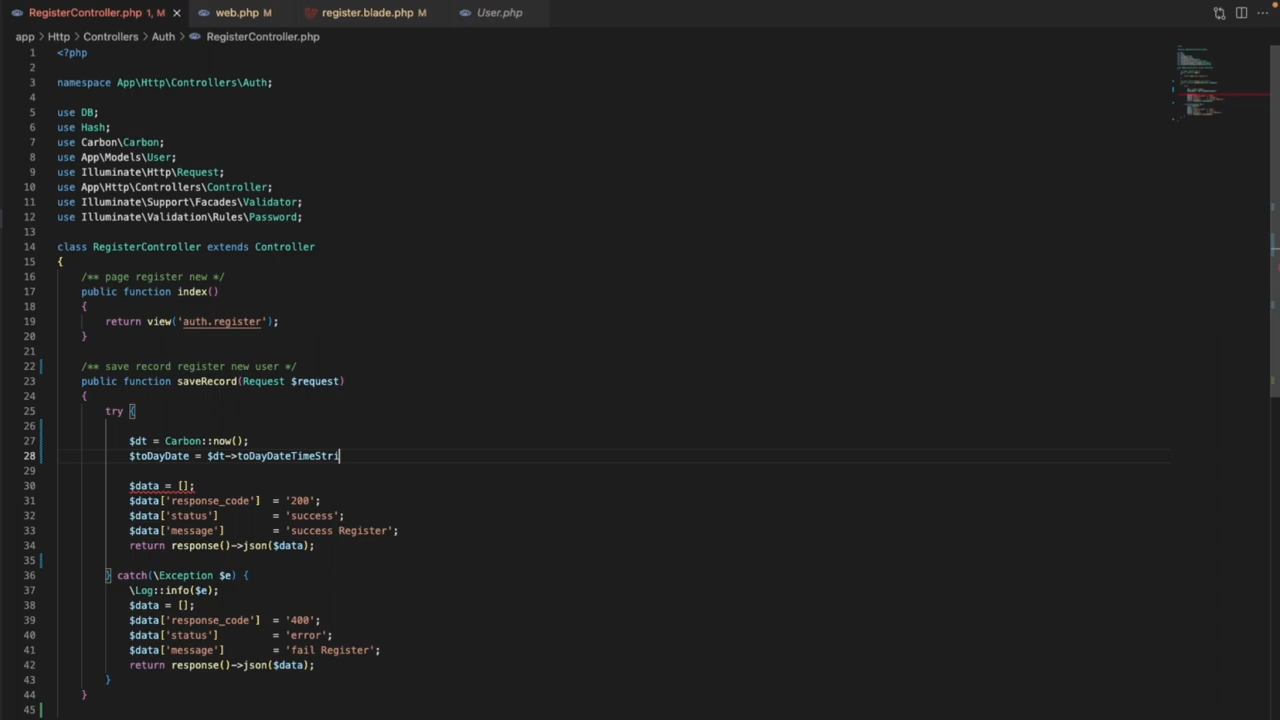 RegisterController.php 1, M
web.php M
register.blade.php M
User.php
app > Http > Controllers > Auth > RegisterController.php
1 <?php
2
3 namespace App\Http\Controllers\Auth;
4
5 use DB;
6 use Hash;
7 use Carbon\Carbon;
8 use App\Models\User;
9 use Illuminate\Http\Request;
10 use App\Http\Controllers\Controller;
11 use Illuminate\Support\Facades\Validator;
12 use Illuminate\Validation\Rules\Password;
13
14 class RegisterController extends Controller
15 {
16 /** page register new */
17 public function index()
18 {
19 return view('auth.register');
20 }
21
22 /** save record register new user */
23 public function saveRecord(Request $request)
24 {
25 try {
26
27 $dt = Carbon::now();
28 $toDayDate = $dt->toDayDateTimeStri
29
30 $data = [];
31 $data['response_code'] = '200';
32 $data['status'] = 'success';
33 $data['message'] = 'success Register';
34 return response()->json($data);
35
36 } catch(\Exception $e) {
37 \Log::info($e);
38 $data = [];
39 $data['response_code'] = '400';
40 $data['status'] = 'error';
41 $data['message'] = 'fail Register';
42 return response()->json($data);
43 }
44 }
45